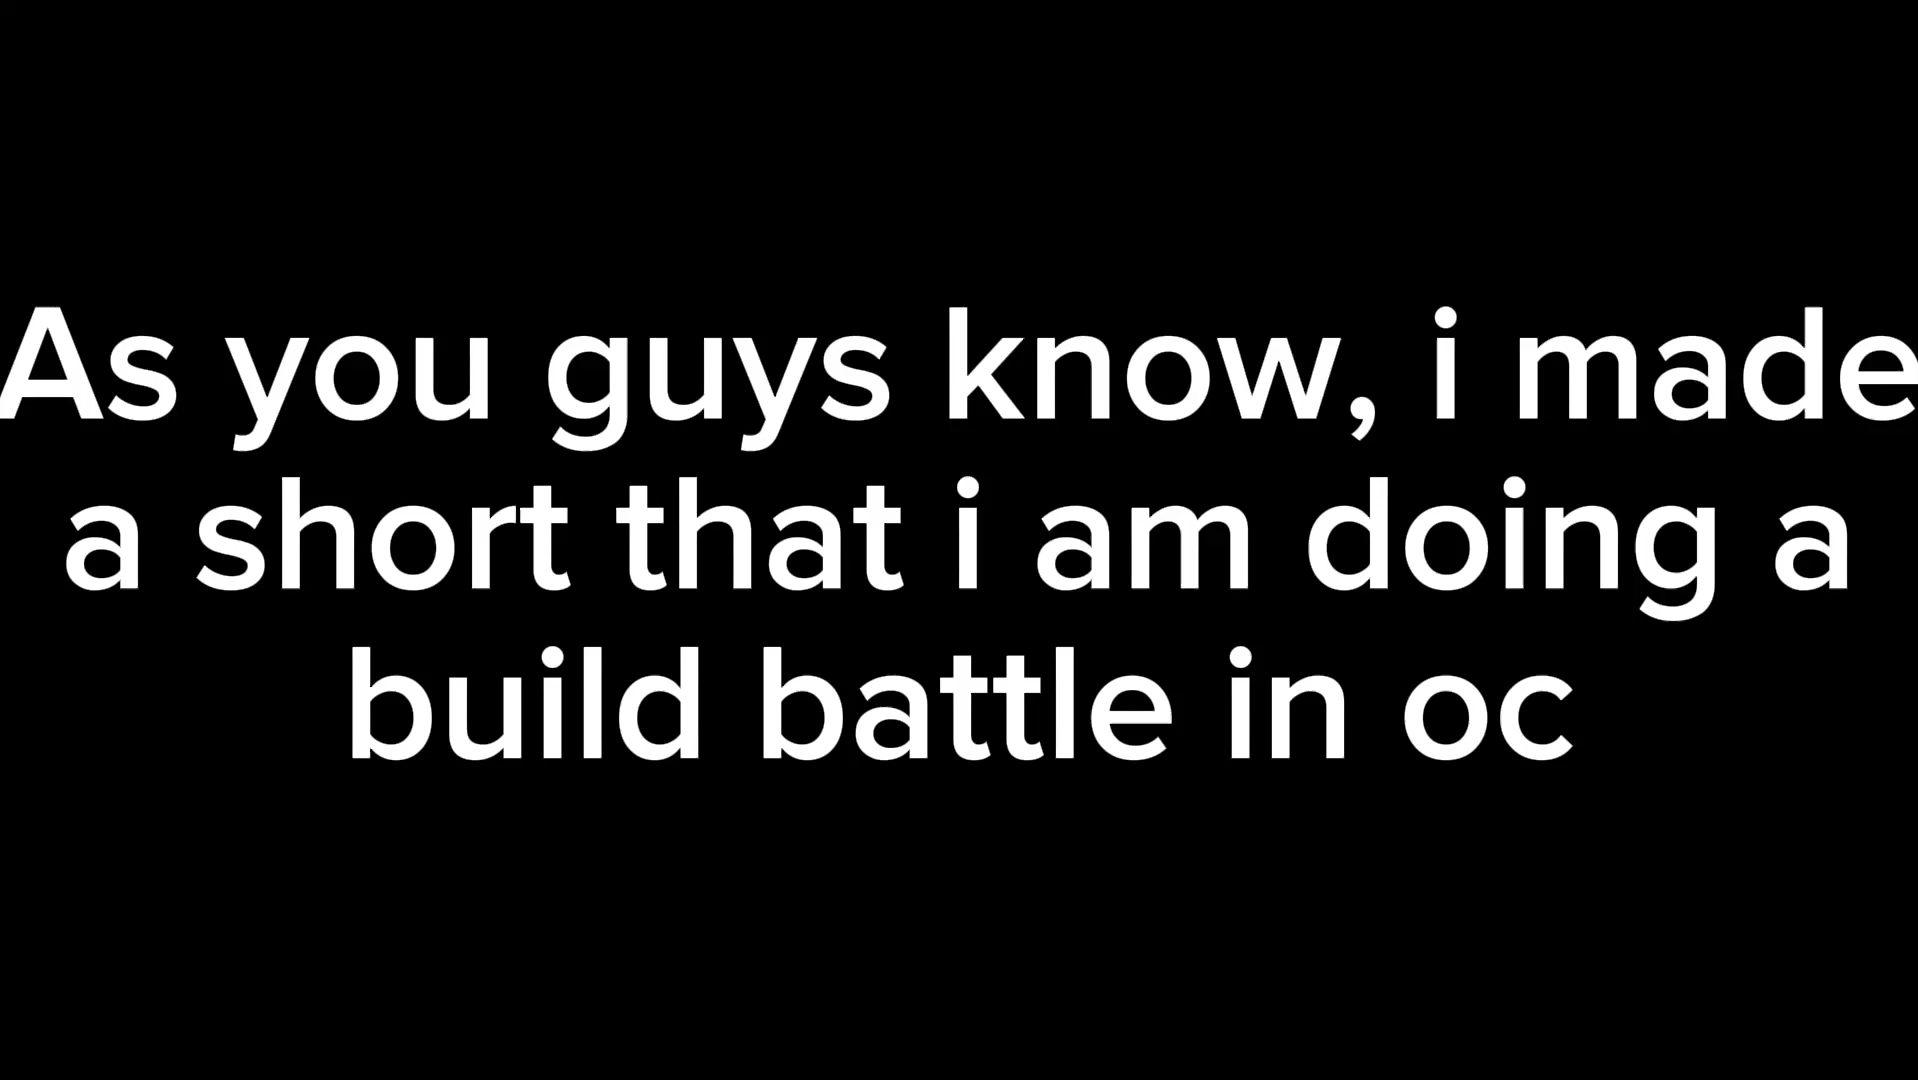 As you guys know, i made
a short that i am doing a
build battle in oc